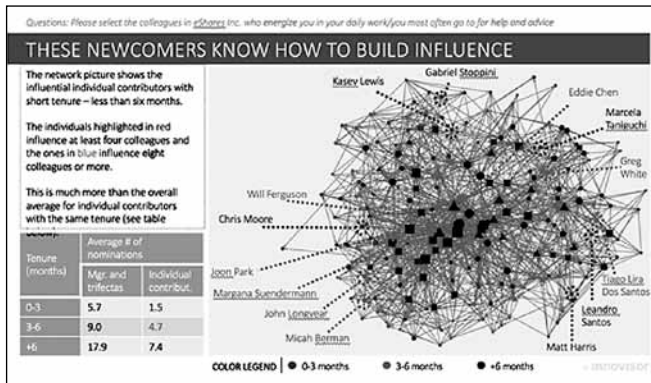 Questions: Please select the colleagues in eShares Inc. who energize you in your daily work/you most often go to for help and advice
THESE NEWCOMERS KNOW HOW TO BUILD INFLUENCE
The network picture shows the
influential individual contributors with
short tenure – less than six months.
The individuals highlighted in red
influence at least four colleagues and
the ones in blue influence eight
colleagues or more.
This is much more than the overall
average for individual contributors
with the same tenure (see table
below).
Tenure
(months)
Average # of
nominations
Mgr. and
trifectas
Individual
contribut.
0-3 5.7 1.5
3-6 9.0 4.7
+6 17.9 7.4
Gabriel Stoppini
Kasey Lewis
Eddie Chen
Marcela
Taniguchi
Greg
White
Will Ferguson
Chris Moore
Joon Park
Margana Suendermann
John Longyear
Micah Berman
Tiago Lira
Dos Santos
Leandro
Santos
Matt Harris
COLOR LEGEND 0-3 months 3-6 months +6 months
innovisor